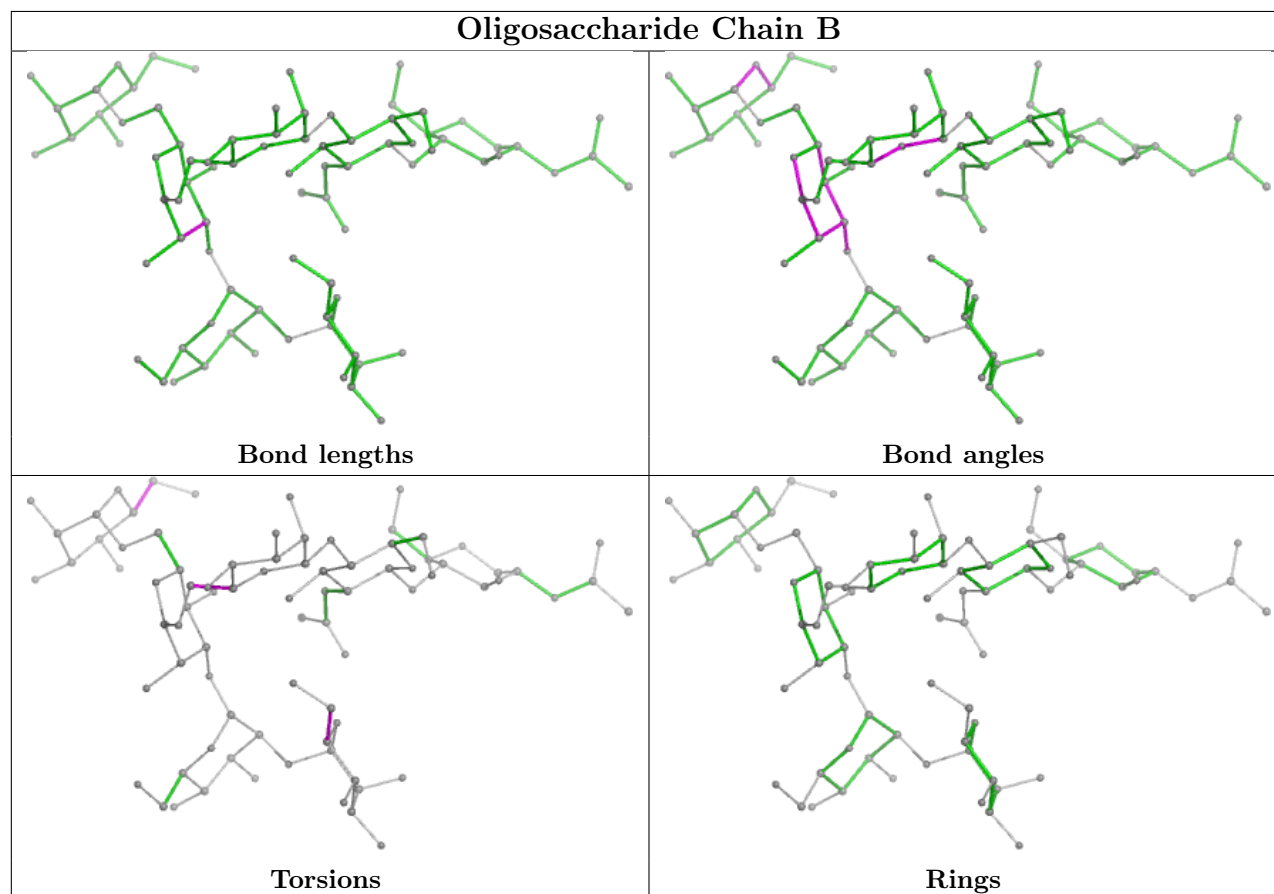 Oligosaccharide Chain B
Bond lengths
Bond angles
Torsions
Rings